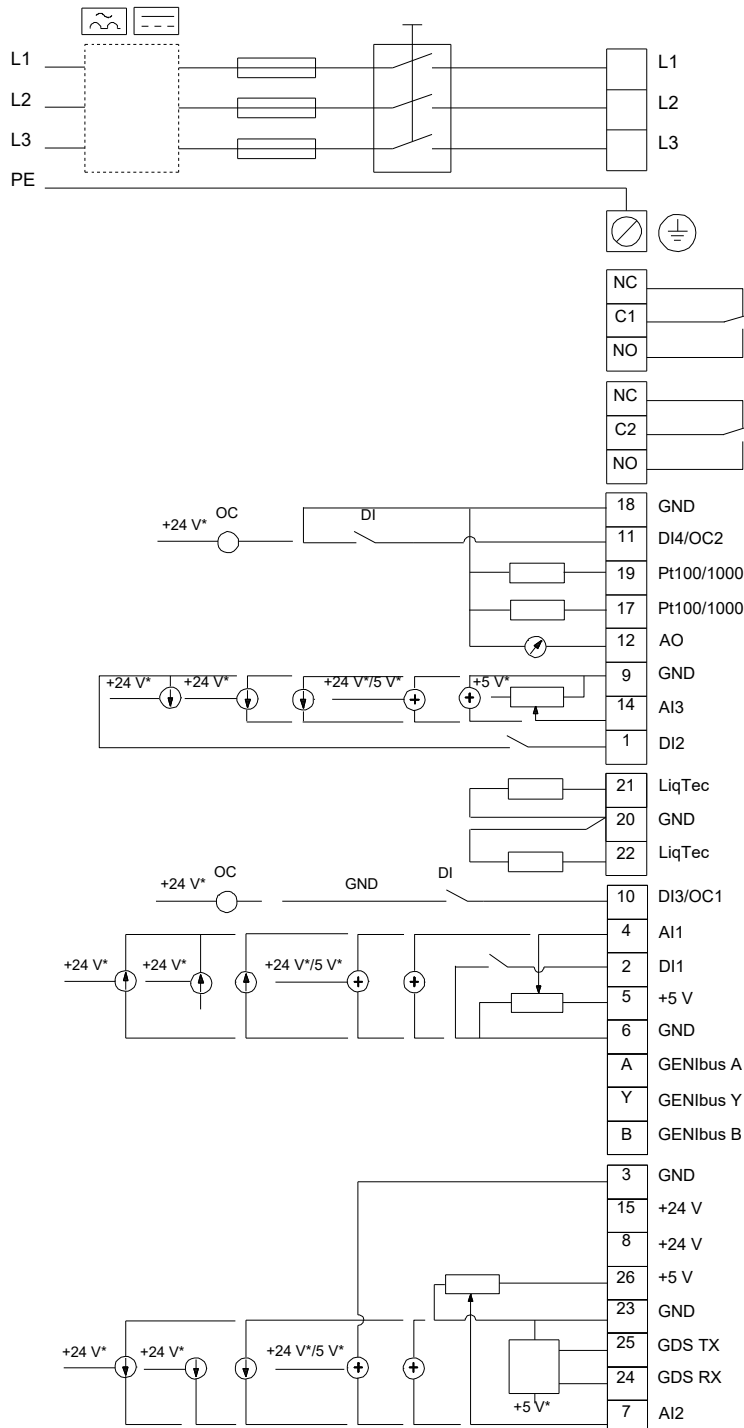 L1 L1
L2 L2
L3 L3
PE
NC
C1
NO
NC
C2
NO
18 GND
+24 V* OC DI 11 DI4/OC2
19 Pt100/1000
17 Pt100/1000
12 AO
9 GND
+24 V* +24 V* +24 V*/5 V* +5 V*
14 AI3
1 DI2
21 LiqTec
20 GND
22 LiqTec
+24 V* OC GND DI 10 DI3/OC1
4 AI1
+24 V* +24 V* +24 V*/5 V* 2 DI1
5 +5 V
6 GND
A GENIbus A
Y GENIbus Y
B GENIbus B
3 GND
15 +24 V
8 +24 V
26 +5 V
23 GND
+24 V* +24 V* +24 V*/5 V* 25 GDS TX
24 GDS RX
+5 V* 7 AI2